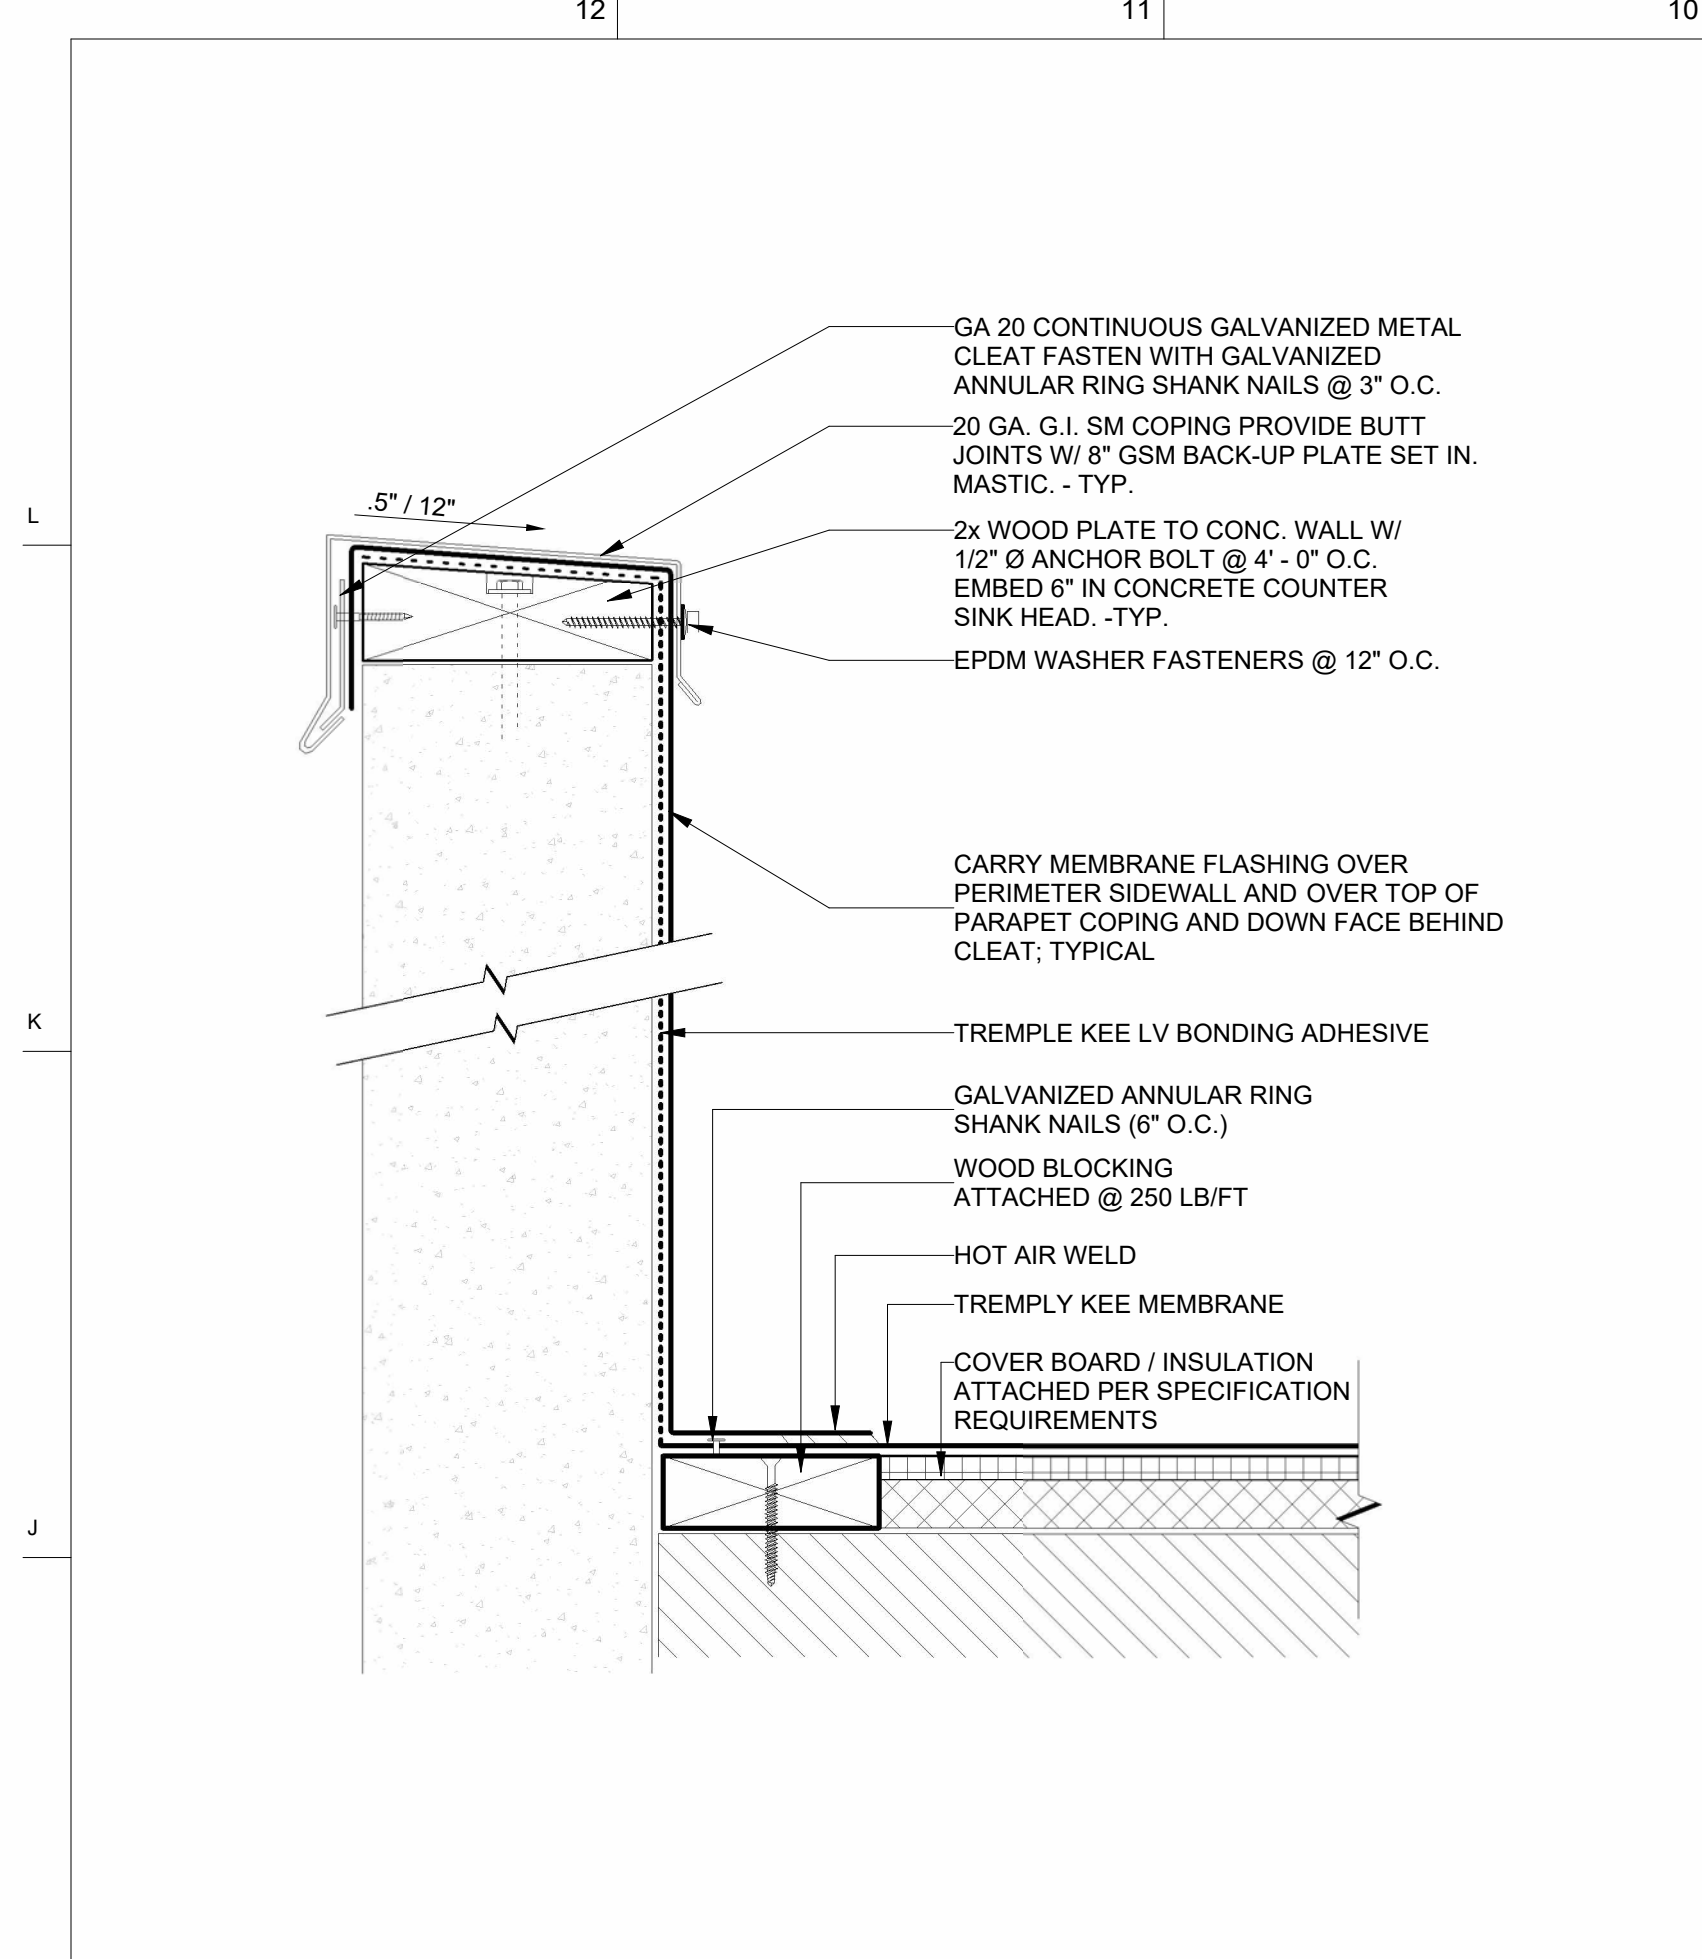 12
11
10
GA 20 CONTINUOUS GALVANIZED METAL
CLEAT FASTEN WITH GALVANIZED
ANNULAR RING SHANK NAILS @ 3" O.C.
20 GA. G.I. SM COPING PROVIDE BUTT
JOINTS W/ 8" GSM BACK-UP PLATE SET IN.
MASTIC. - TYP.
.5" / 12"
L
2x WOOD PLATE TO CONC. WALL W/
1/2" Ø ANCHOR BOLT @ 4' - 0" O.C.
EMBED 6" IN CONCRETE COUNTER
SINK HEAD. -TYP.
EPDM WASHER FASTENERS @ 12" O.C.
CARRY MEMBRANE FLASHING OVER
PERIMETER SIDEWALL AND OVER TOP OF
PARAPET COPING AND DOWN FACE BEHIND
CLEAT; TYPICAL
K
TREMPLE KEE LV BONDING ADHESIVE
GALVANIZED ANNULAR RING
SHANK NAILS (6" O.C.)
WOOD BLOCKING
ATTACHED @ 250 LB/FT
HOT AIR WELD
TREMPLY KEE MEMBRANE
COVER BOARD / INSULATION
ATTACHED PER SPECIFICATION
REQUIREMENTS
J